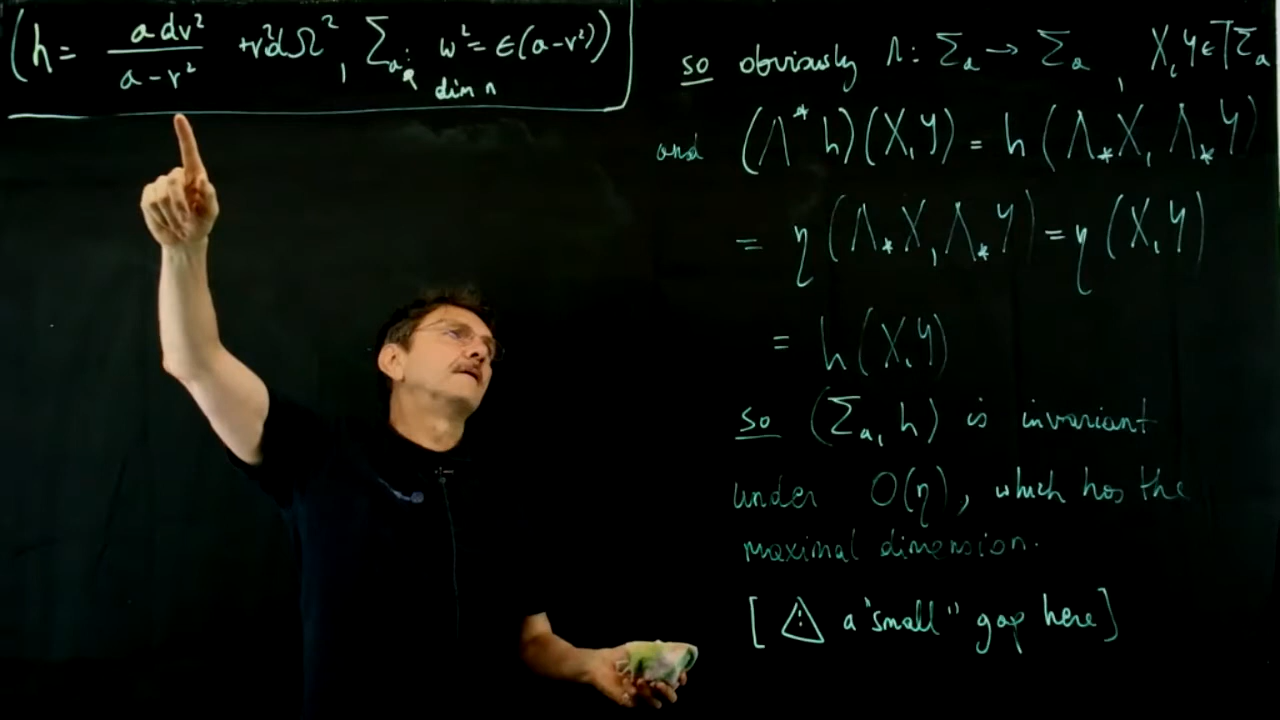 (h = a dr² / a - r² + r²dΩ², Σₐ: w² = ϵ(a-r²))
dim n
so obviously Λ: Σₐ → Σₐ, X, Y ∈ TΣₐ
and (Λ*h)(X,Y) = h(Λ⁎X, Λ⁎Y)
= η(Λ⁎X, Λ⁎Y) = η(X,Y)
= h(X,Y)
so (Σₐ, h) is invariant
under O(η), which has the
maximal dimension.
[⚠ a "small" gap here]